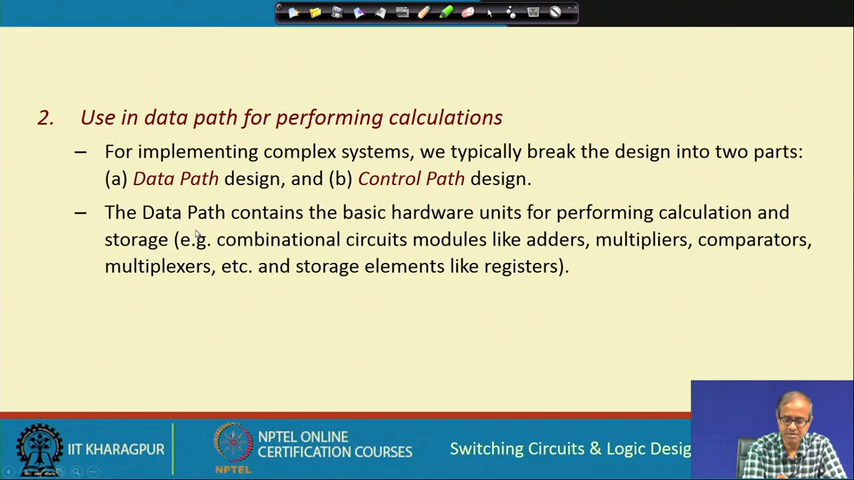 2. Use in data path for performing calculations
– For implementing complex systems, we typically break the design into two parts:
(a) Data Path design, and (b) Control Path design.
– The Data Path contains the basic hardware units for performing calculation and
storage (e.g. combinational circuits modules like adders, multipliers, comparators,
multiplexers, etc. and storage elements like registers).
IIT KHARAGPUR
NPTEL
NPTEL ONLINE
CERTIFICATION COURSES
Switching Circuits & Logic Desig